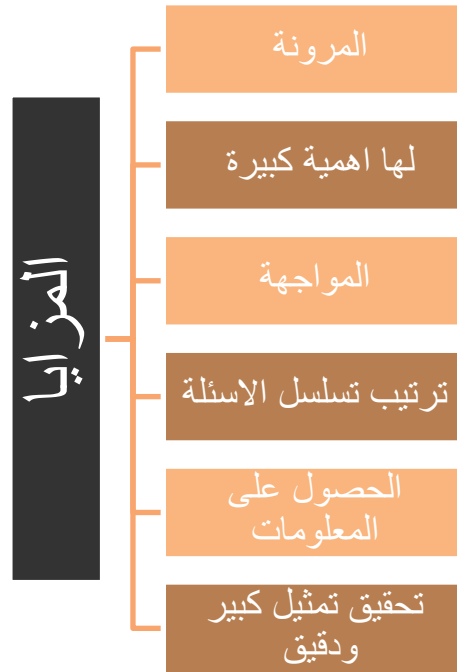 المزايا
المرونة
لها اهمية كبيرة
المواجهة
ترتيب تسلسل الاسئلة
الحصول على
المعلومات
تحقيق تمثيل كبير
ودقيق